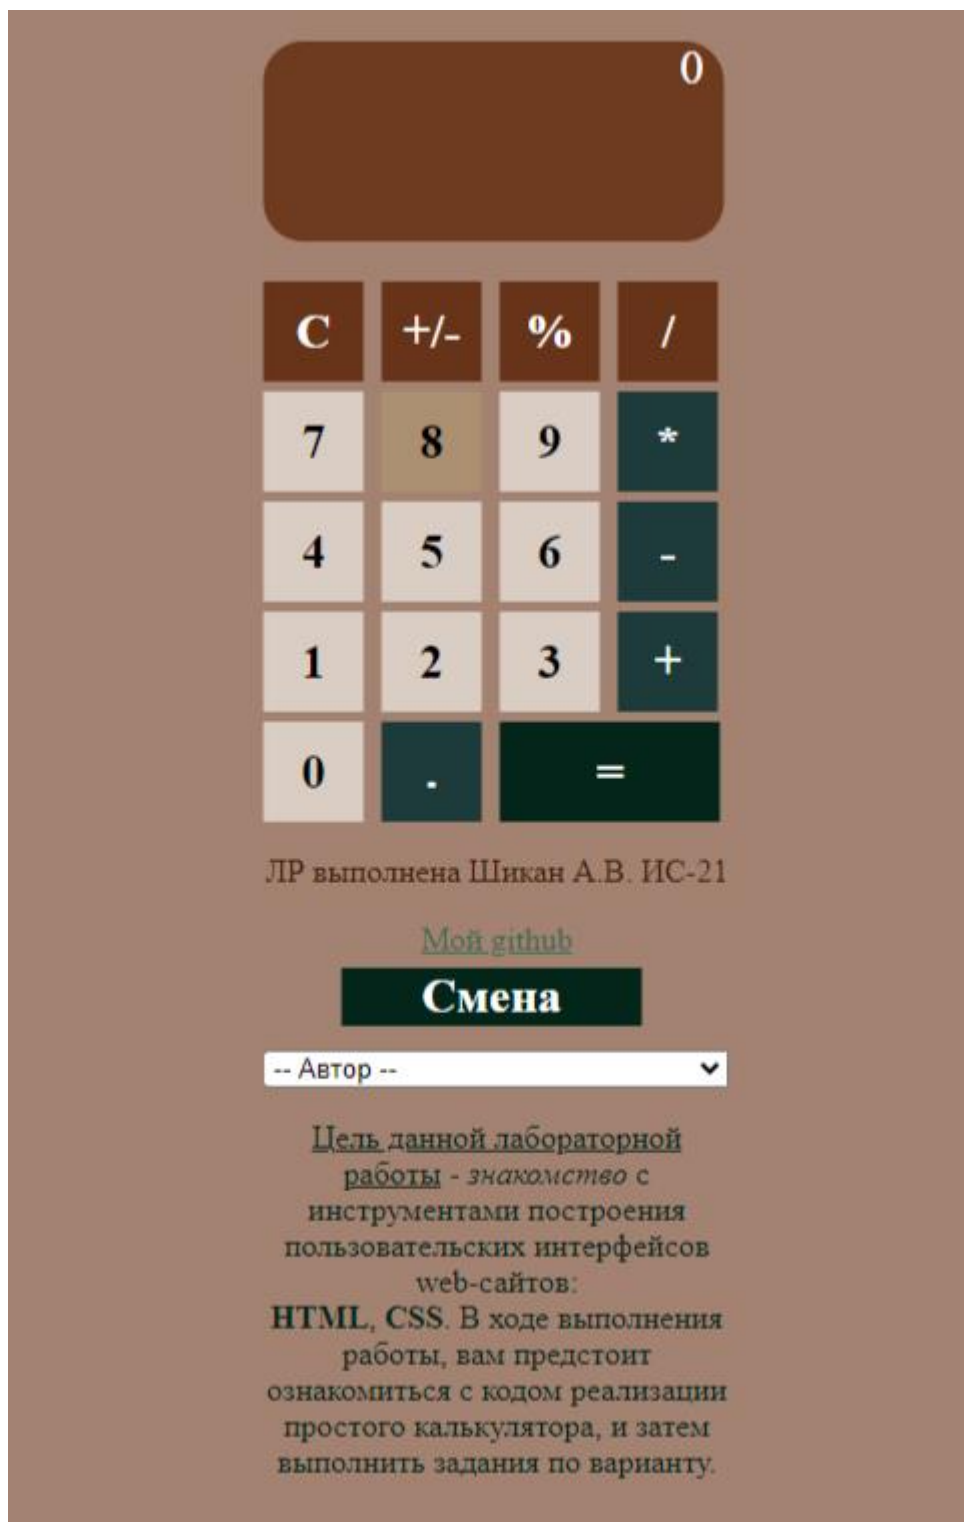 0
C +/- % /
7 8 9 *
4 5 6 -
1 2 3 +
0 . =
ЛР выполнена Шикан А.В. ИС-21
Мой github
Смена
-- Автор --
Цель данной лабораторной
работы - знакомство с
инструментами построения
пользовательских интерфейсов
web-сайтов:
HTML, CSS. В ходе выполнения
работы, вам предстоит
ознакомиться с кодом реализации
простого калькулятора, и затем
выполнить задания по варианту.